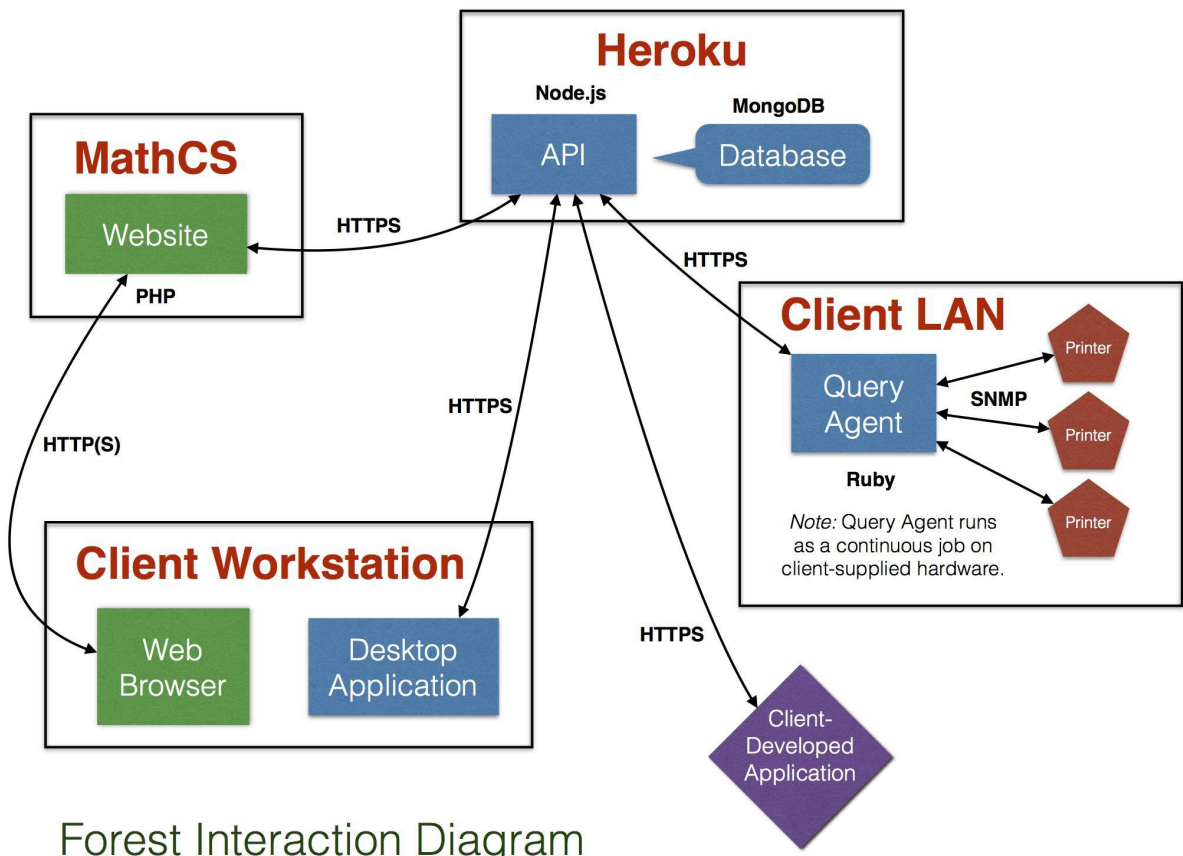 Heroku
Node.js
MongoDB
API
Database
MathCS
Website
PHP
HTTPS
HTTPS
HTTPS
HTTPS
HTTP(S)
Client LAN
Query
Agent
Ruby
SNMP
Printer
Printer
Printer
Note: Query Agent runs
as a continuous job on
client-supplied hardware.
Client Workstation
Web
Browser
Desktop
Application
Client-
Developed
Application
Forest Interaction Diagram